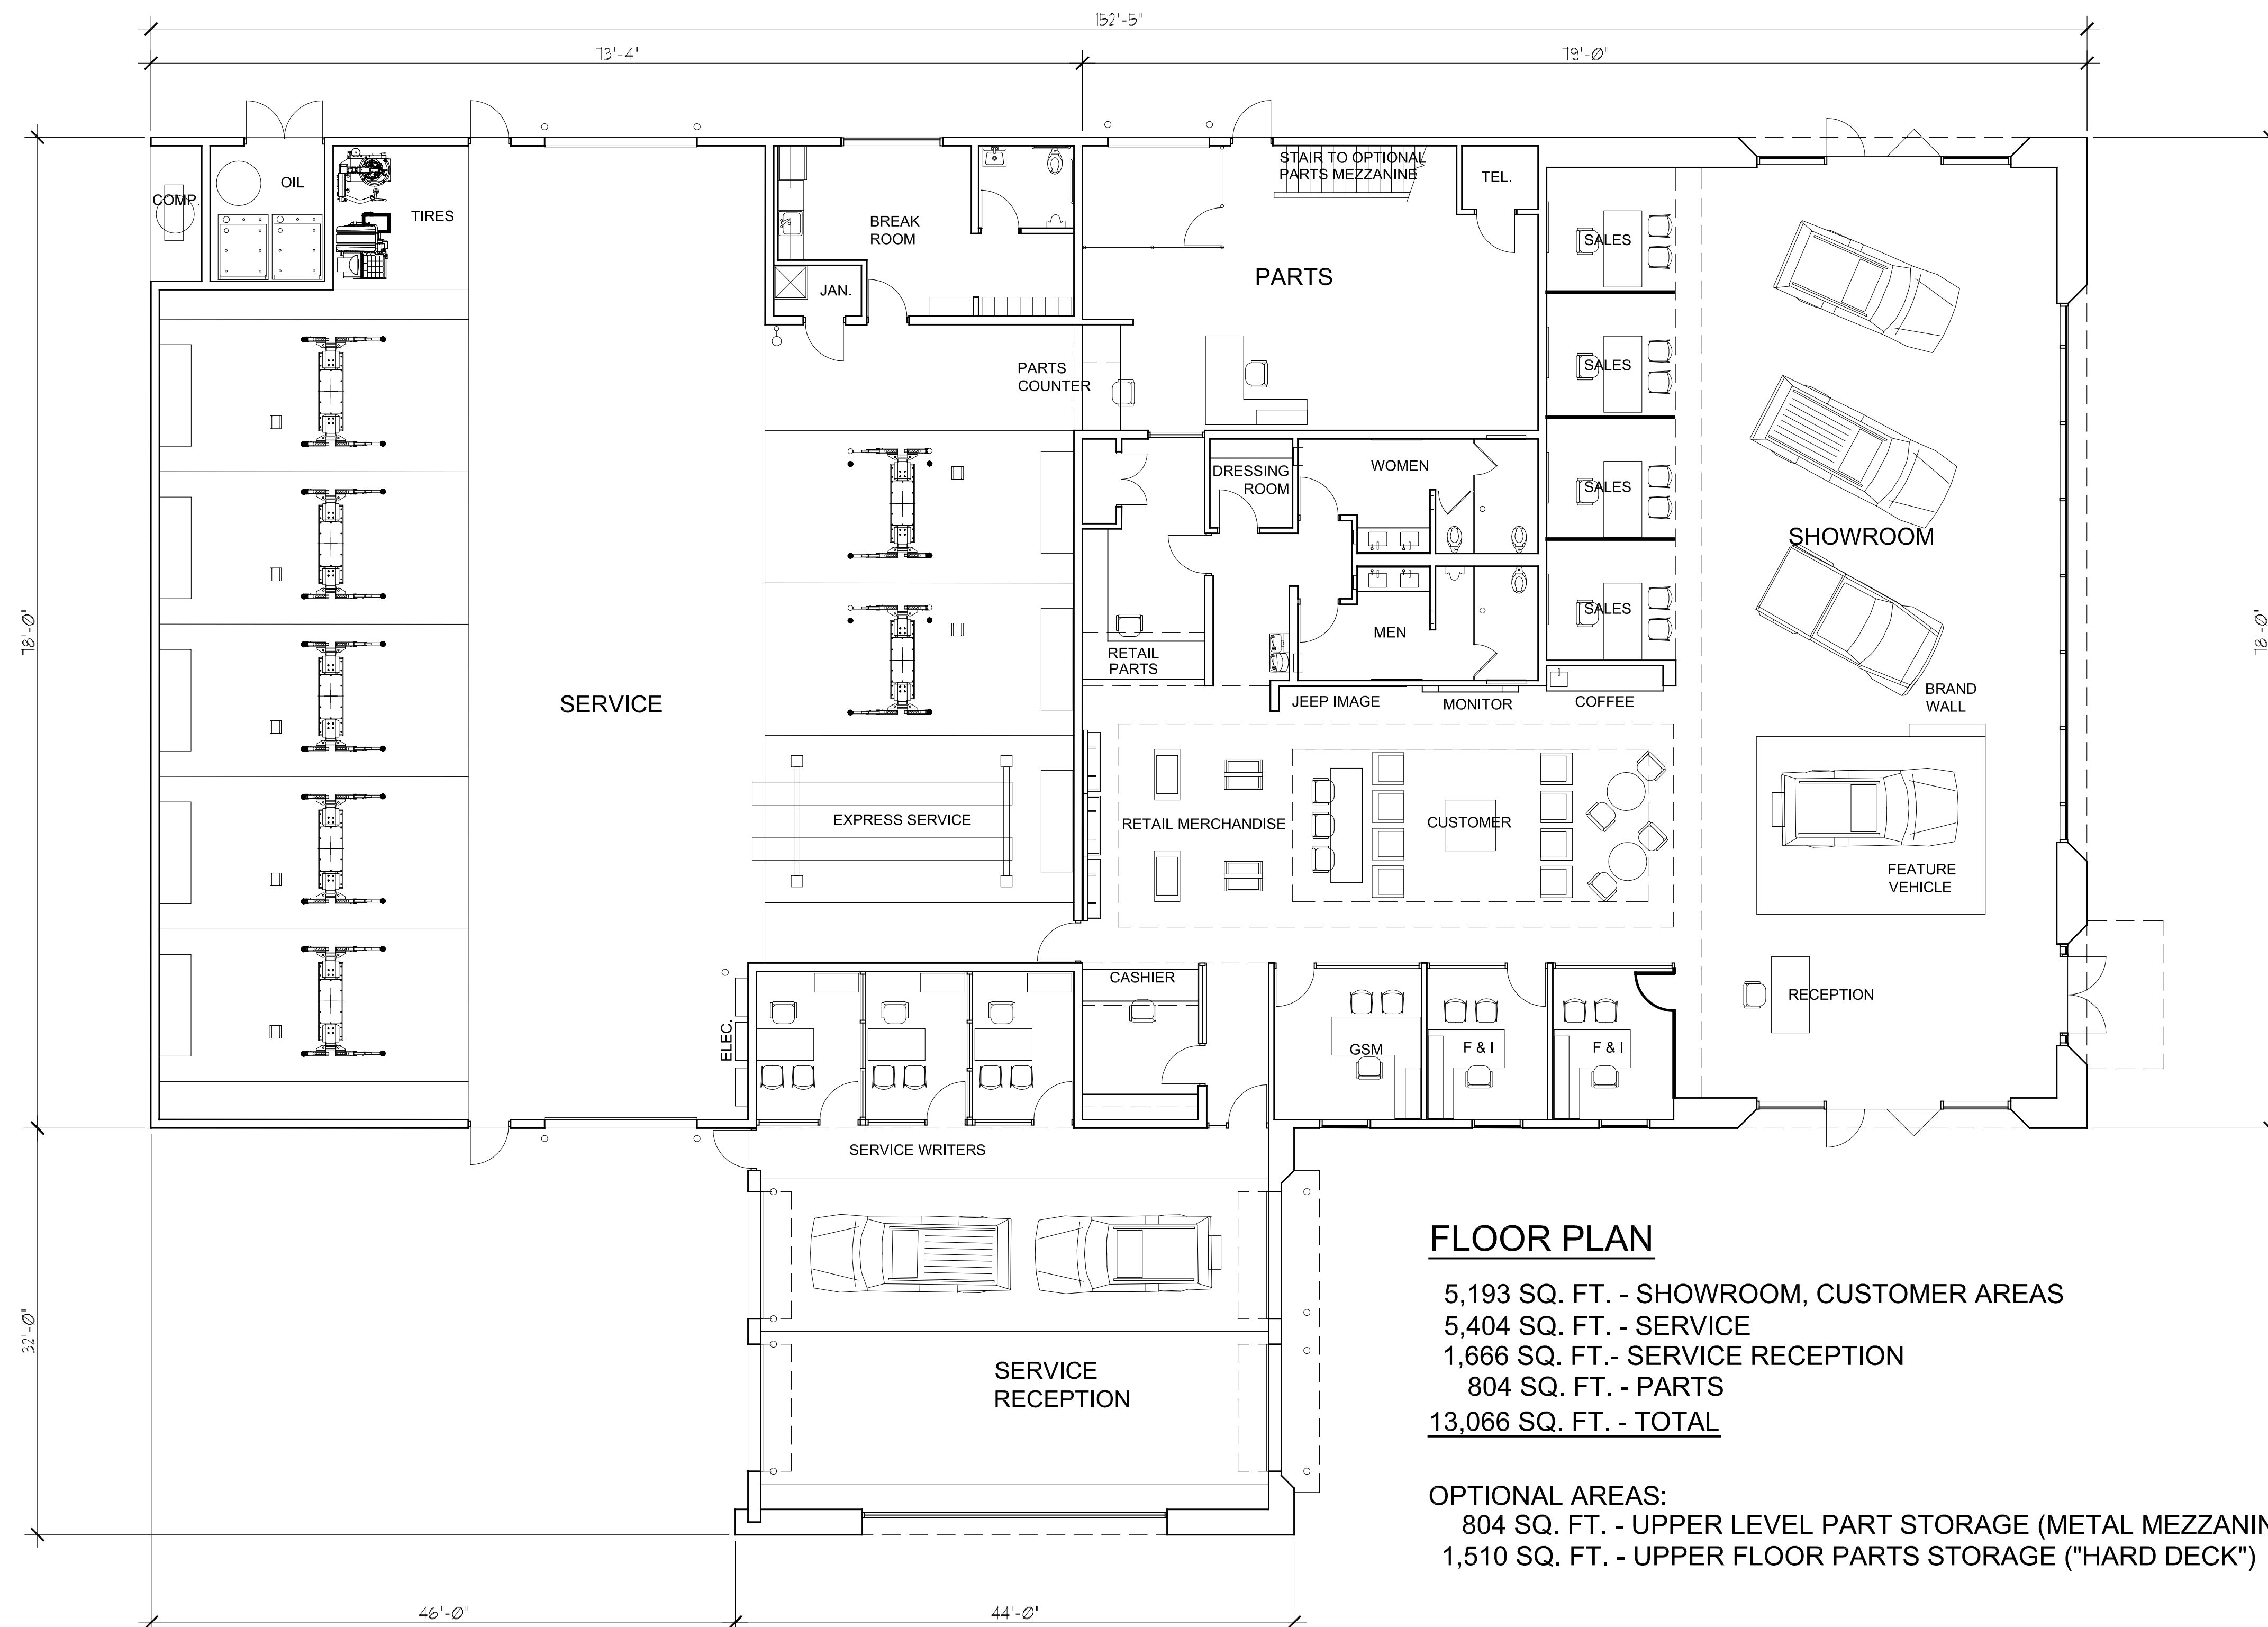 152'-5"
73'-4"
79'-0"
COMP.
OIL
TIRES
BREAK
ROOM
JAN.
STAIR TO OPTIONAL
PARTS MEZZANINE
TEL.
PARTS
SALES
SALES
SALES
SALES
PARTS
COUNTER
DRESSING
ROOM
WOMEN
MEN
SHOWROOM
78'-0"
78'-0"
SERVICE
RETAIL
PARTS
JEEP IMAGE
MONITOR
COFFEE
BRAND
WALL
EXPRESS SERVICE
RETAIL MERCHANDISE
CUSTOMER
FEATURE
VEHICLE
CASHIER
RECEPTION
ELEC.
GSM
F & I
F & I
SERVICE WRITERS
32'-0"
SERVICE
RECEPTION
FLOOR PLAN
5,193 SQ. FT. - SHOWROOM, CUSTOMER AREAS
5,404 SQ. FT. - SERVICE
1,666 SQ. FT.- SERVICE RECEPTION
804 SQ. FT. - PARTS
13,066 SQ. FT. - TOTAL
OPTIONAL AREAS:
804 SQ. FT. - UPPER LEVEL PART STORAGE (METAL
1,510 SQ. FT. - UPPER FLOOR PARTS STORAGE ("HARD DECK")
46'-0"
44'-0"